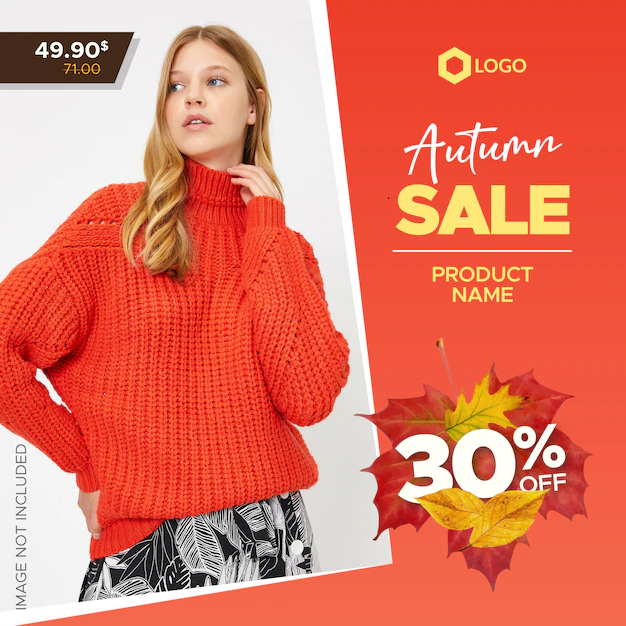 49.90$
71.00
LOGO
Autumn
SALE
PRODUCT
NAME
30%
OFF
IMAGE NOT INCLUDED